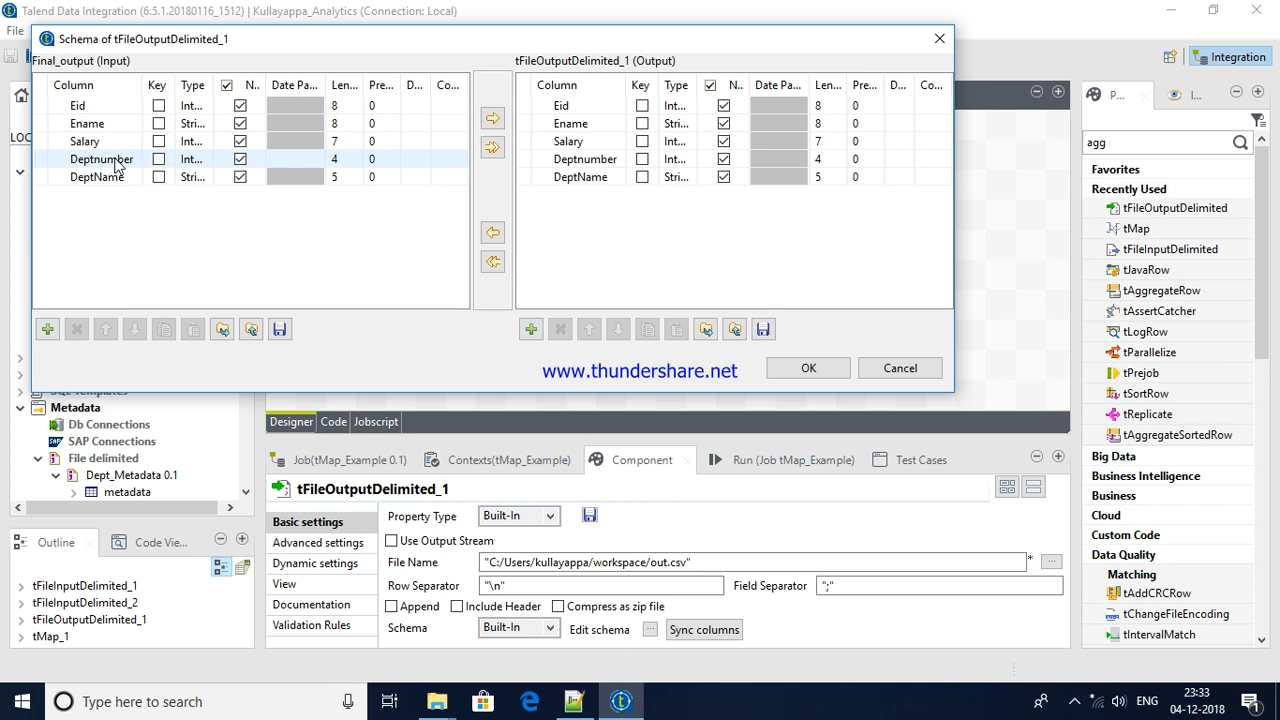 Talend Data Integration (6.5.1.20180116_1512) | Kullayappa_Analytics (Connection: Local)
File
Integration
Schema of tFileOutputDelimited_1
Final_output (Input)
tFileOutputDelimited_1 (Output)
Column Key Type N.. Date Pa... Len... Pre... D... Co...
Eid Int... 8 0
Ename Stri... 8 0
Salary Int... 7 0
Deptnumber Int... 4 0
DeptName Stri... 5 0
Column Key Type N.. Date Pa... Len... Pre... D... Co...
Eid Int... 8 0
Ename Stri... 8 0
Salary Int... 7 0
Deptnumber Int... 4 0
DeptName Stri... 5 0
www.thundershare.net
OK
Cancel
LOC
SQL Templates
Metadata
Db Connections
SAP Connections
File delimited
Dept_Metadata 0.1
metadata
Outline
Code Vie...
tFileInputDelimited_1
tFileInputDelimited_2
tFileOutputDelimited_1
tMap_1
Designer Code Jobscript
Job(tMap_Example 0.1) Contexts(tMap_Example) Component Run (Job tMap_Example) Test Cases
tFileOutputDelimited_1
Basic settings
Advanced settings
Dynamic settings
View
Documentation
Validation Rules
Property Type Built-In
Use Output Stream
File Name "C:/Users/kullayappa/workspace/out.csv" * ...
Row Separator "\n" Field Separator ";"
Append Include Header Compress as zip file
Schema Built-In Edit schema ... Sync columns
P... I...
agg
Favorites
Recently Used
tFileOutputDelimited
tMap
tFileInputDelimited
tJavaRow
tAggregateRow
tAssertCatcher
tLogRow
tParallelize
tPrejob
tSortRow
tReplicate
tAggregateSortedRow
Big Data
Business Intelligence
Business
Cloud
Custom Code
Data Quality
Matching
tAddCRCRow
tChangeFileEncoding
tIntervalMatch
Type here to search
ENG
23:33
04-12-2018
1